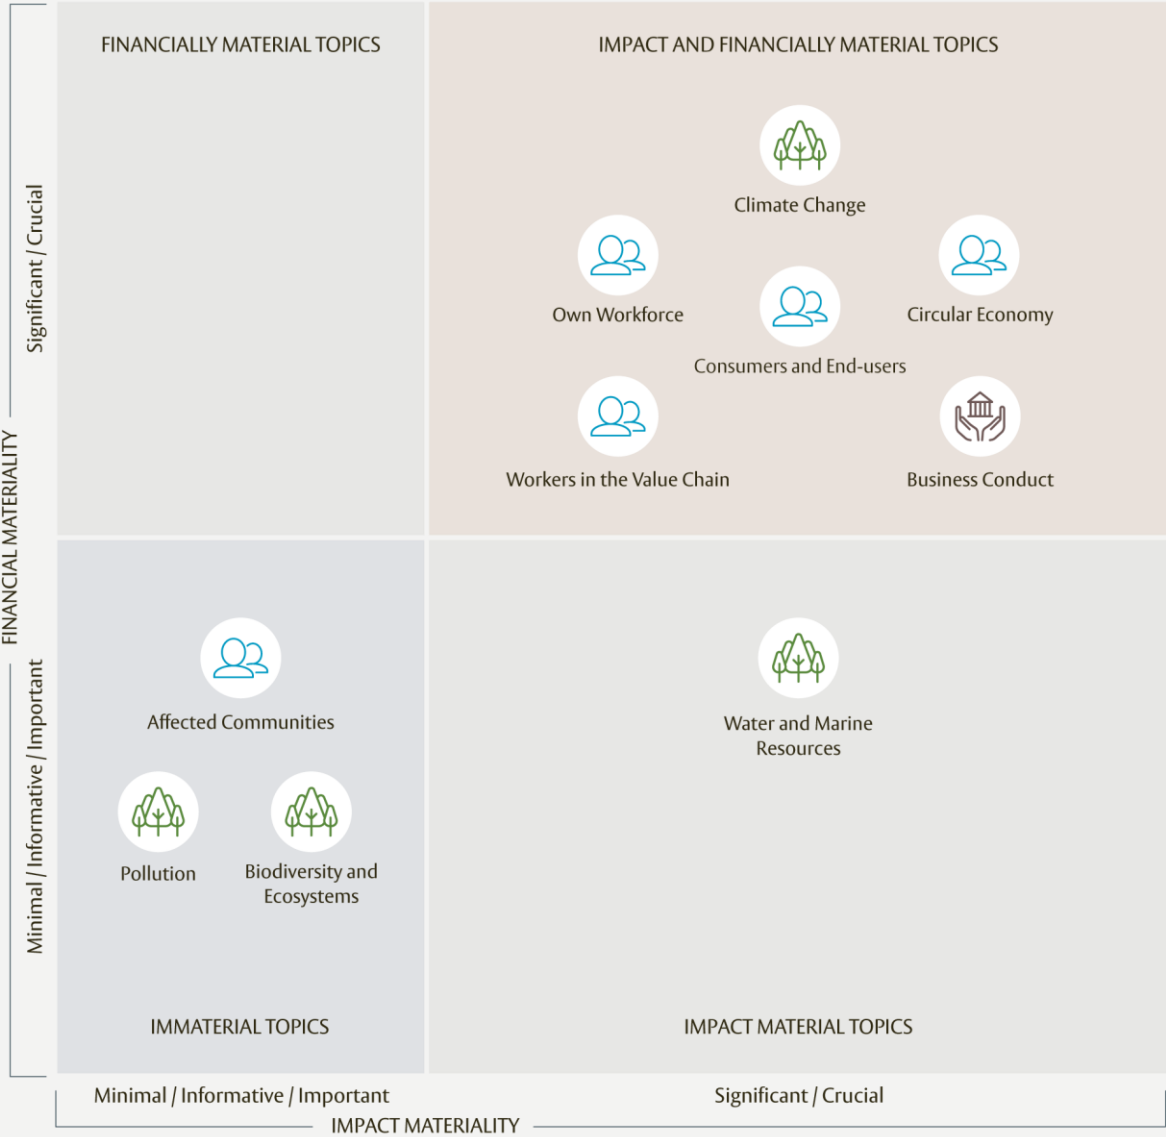 FINANCIALLY MATERIAL TOPICS
IMPACT AND FINANCIALLY MATERIAL TOPICS
Climate Change
Own Workforce
Circular Economy
Consumers and End-users
Workers in the Value Chain
Business Conduct
Significant / Crucial
FINANCIAL MATERIALITY
Minimal / Informative / Important
Affected Communities
Water and Marine
Resources
Pollution
Biodiversity and
Ecosystems
IMMATERIAL TOPICS
IMPACT MATERIAL TOPICS
Minimal / Informative / Important
Significant / Crucial
IMPACT MATERIALITY